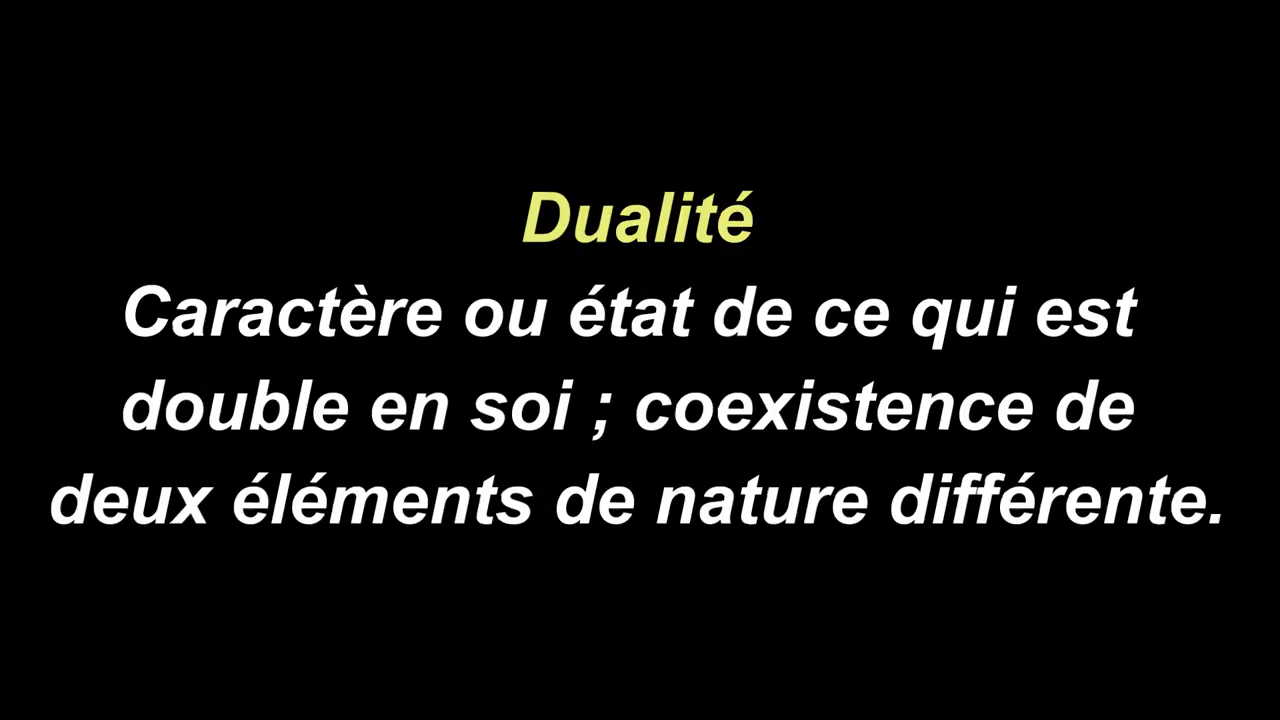 Dualité
Caractère ou état de ce qui est
double en soi ; coexistence de
deux éléments de nature différente.